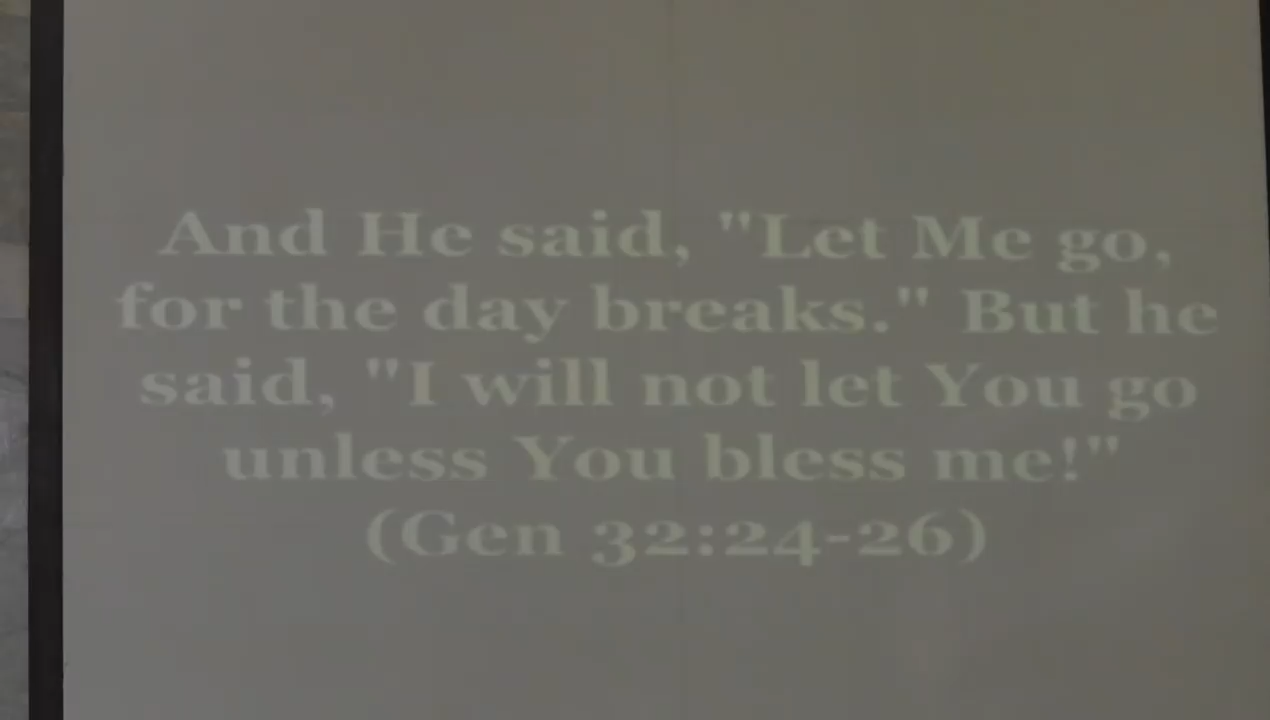 And He said, "Let Me go,
for the day breaks." But he
said, "I will not let You go
unless You bless me!"
(Gen 32:24-26)